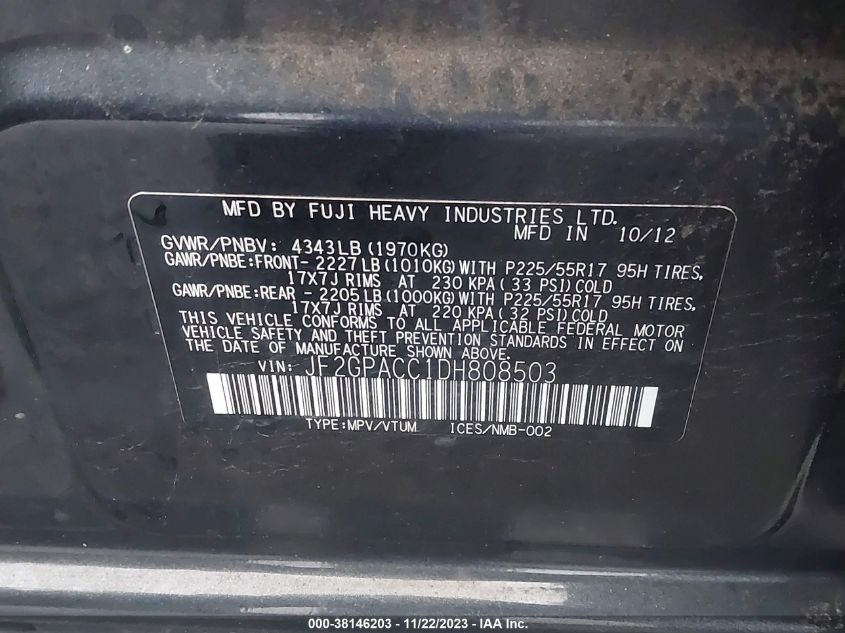 MFD BY FUJI HEAVY INDUSTRIES LTD.
MFD IN 10/12
GVWR/PNBV: 4343LB(1970KG)
GAWR/PNBE:FRONT- 2227LB(1010KG)WITH P225/55R17 95H TIRES,
17X7J RIMS AT 230 KPA(33 PSI)COLD
GAWR/PNBE:REAR - 2205LB(1000KG)WITH P225/55R17 95H TIRES,
17X7J RIMS AT 220 KPA(32 PSI)COLD
THIS VEHICLE CONFORMS TO ALL APPLICABLE FEDERAL MOTOR
VEHICLE SAFETY AND THEFT PREVENTION STANDARDS IN EFFECT ON
THE DATE OF MANUFACTURE SHOWN ABOVE.
VIN: JF2GPACC1DH808503
TYPE:MPV/VTUM ICES/NMB-002
000-38146203 - 11/22/2023 - IAA Inc.